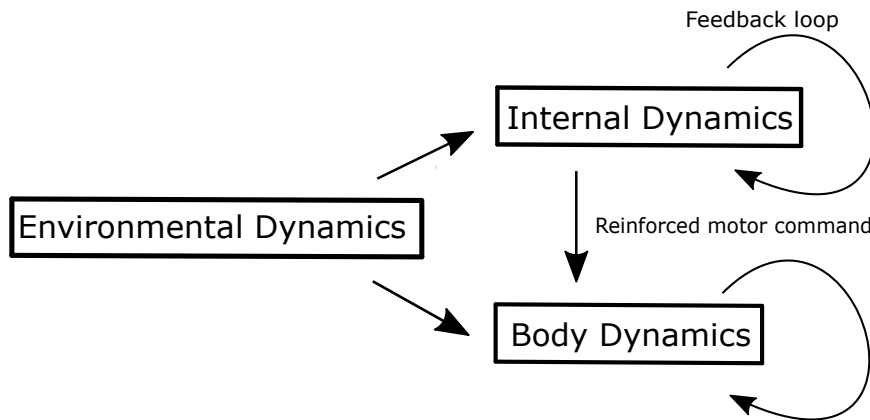 Feedback loop
Internal Dynamics
Environmental Dynamics
Reinforced motor command
Body Dynamics